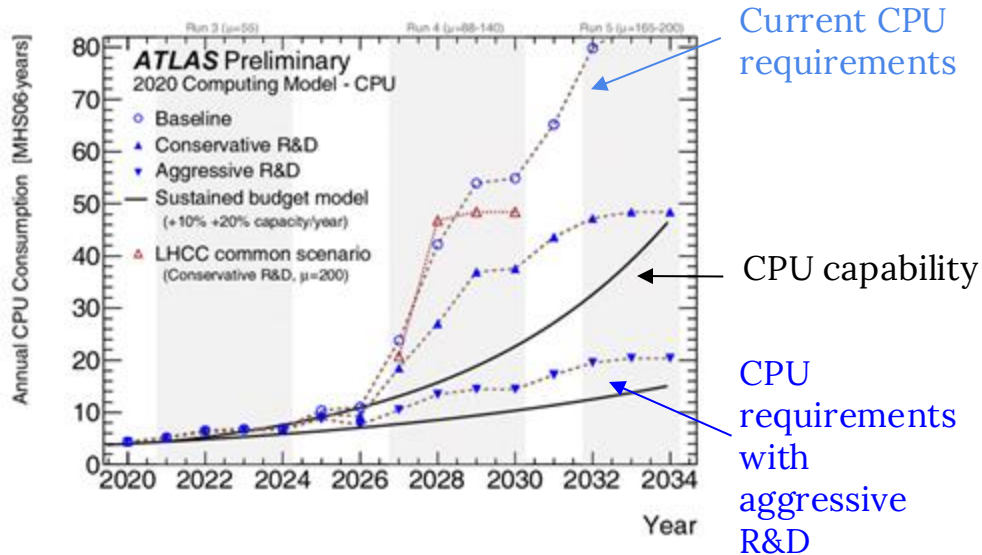 Run 3 (μ=55)
Run 4 (μ=88-140)
Run 5 (μ=165-200)
Current CPU
requirements
ATLAS Preliminary
2020 Computing Model - CPU
Baseline
Conservative R&D
Aggressive R&D
Sustained budget model
(+10% +20% capacity/year)
LHCC common scenario
(Conservative R&D, μ=200)
Annual CPU Consumption [MHS06·years]
80
70
60
50
40
30
20
10
0
2020 2022 2024 2026 2028 2030 2032 2034
Year
CPU capability
CPU
requirements
with
aggressive
R&D